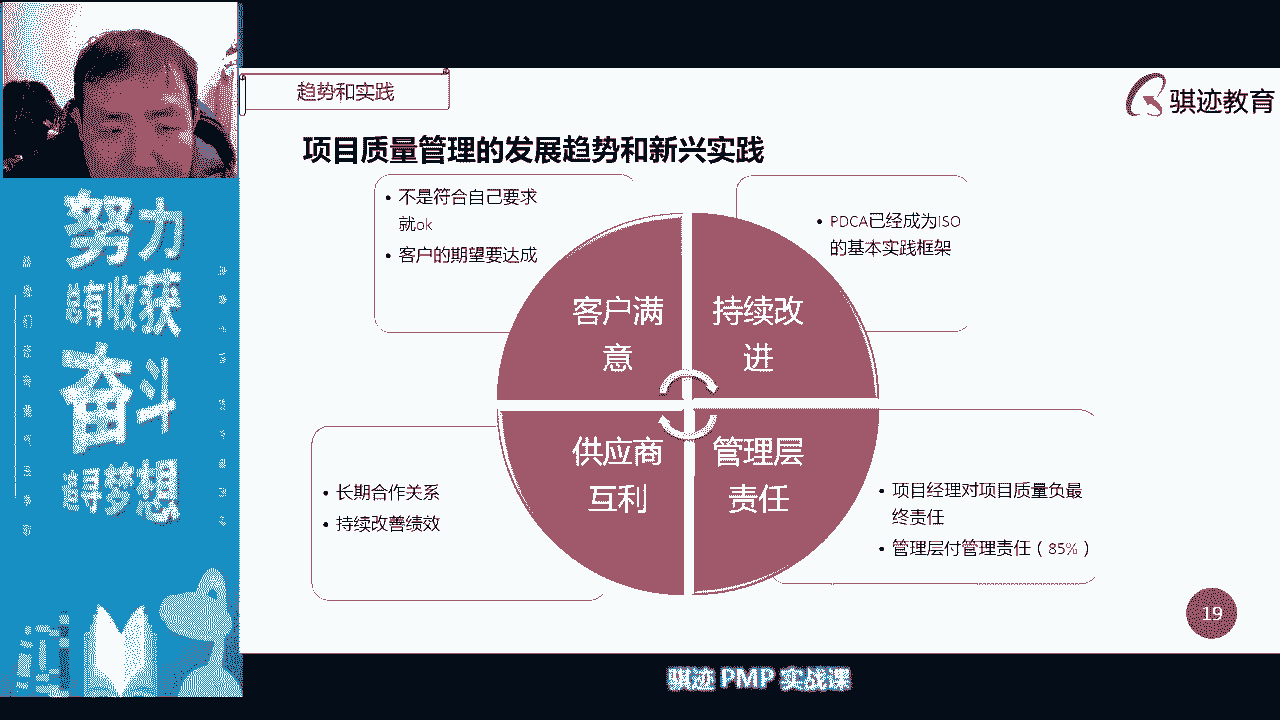 趋势和实践
骐迹教育
项目质量管理的发展趋势和新兴实践
• 不是符合自己要求
就ok
• 客户的期望要达成
• PDCA已经成为ISO
的基本实践框架
客户满
意
持续改
进
供应商
互利
管理层
责任
• 长期合作关系
• 持续改善绩效
• 项目经理对项目质量负最
终责任
• 管理层付管理责任（85%）
19
努力
总有收获
奋斗
追寻梦想
骐迹 PMP 实战课